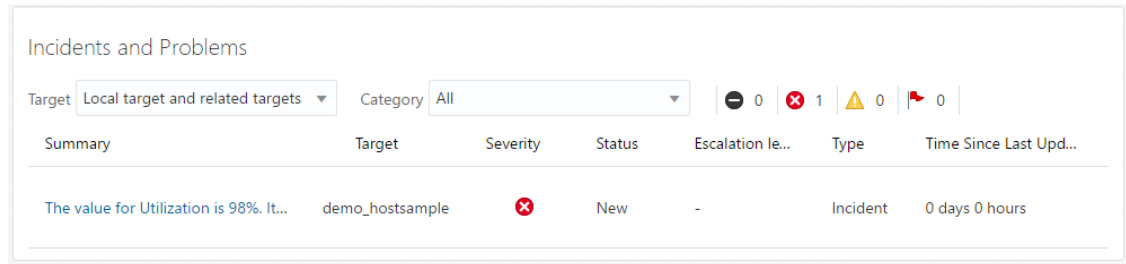 Incidents and Problems
Target Local target and related targets Category All 0 1 0 0
Summary Target Severity Status Escalation le... Type Time Since Last Upd...
The value for Utilization is 98%. It... demo_hostsample New - Incident 0 days 0 hours